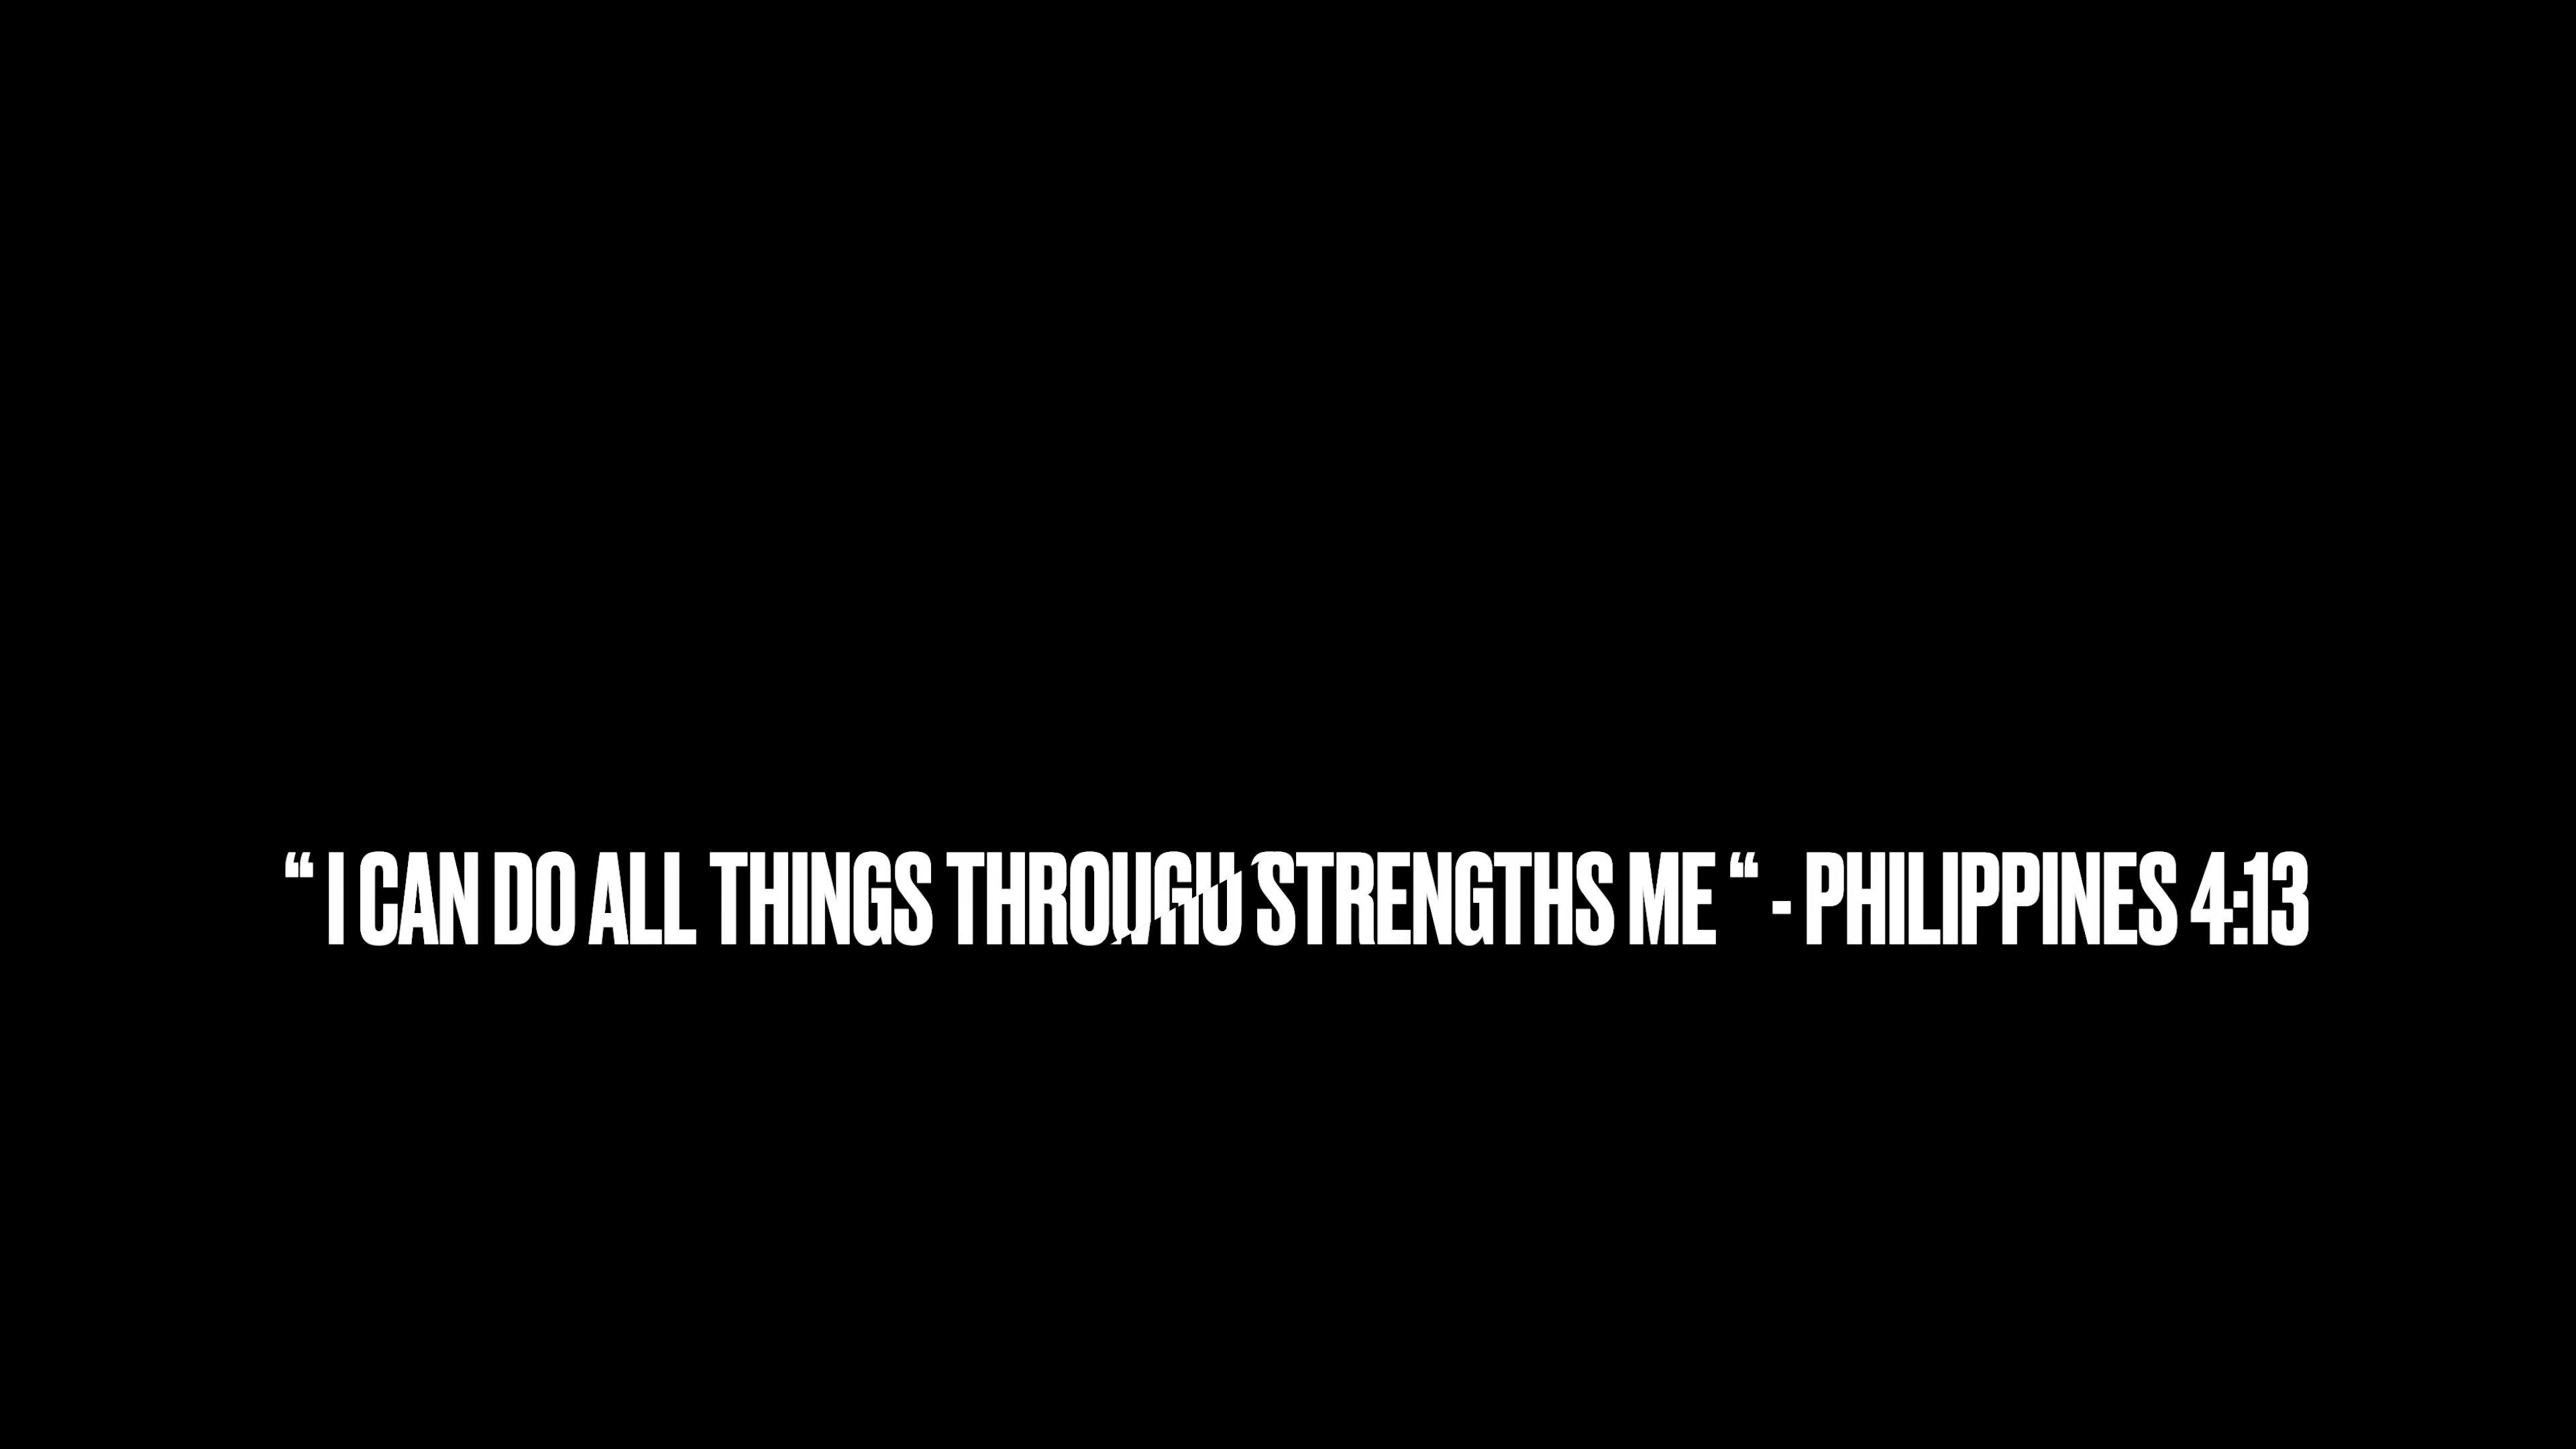 “ I CAN DO ALL THINGS STRENGTHS ME “ - PHILIPPINES 4:13